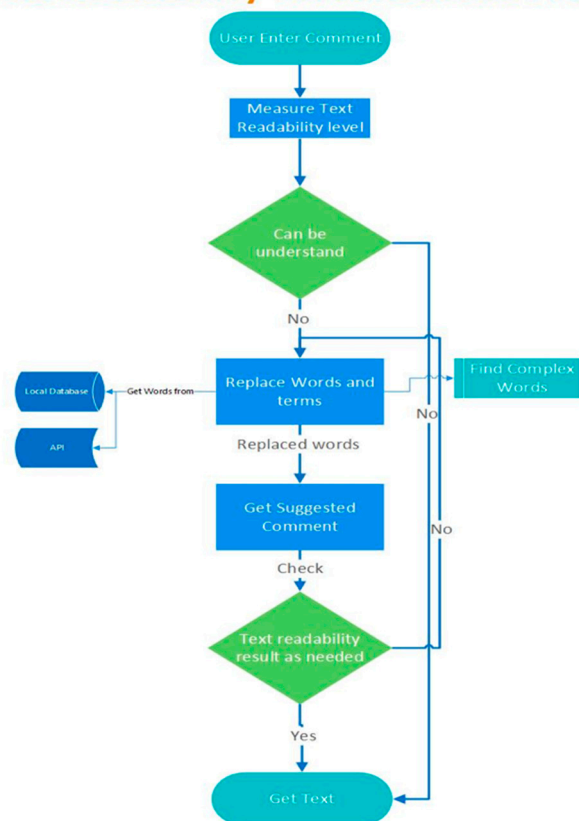 User Enter Comment
Measure Text
Readability level
Can be
understand
No
Local Database
Get Words from
Replace Words and
terms
Find Complex
Words
No
API
Replaced words
Get Suggested
Comment
No
Check
Text readability
result as needed
Yes
Get Text